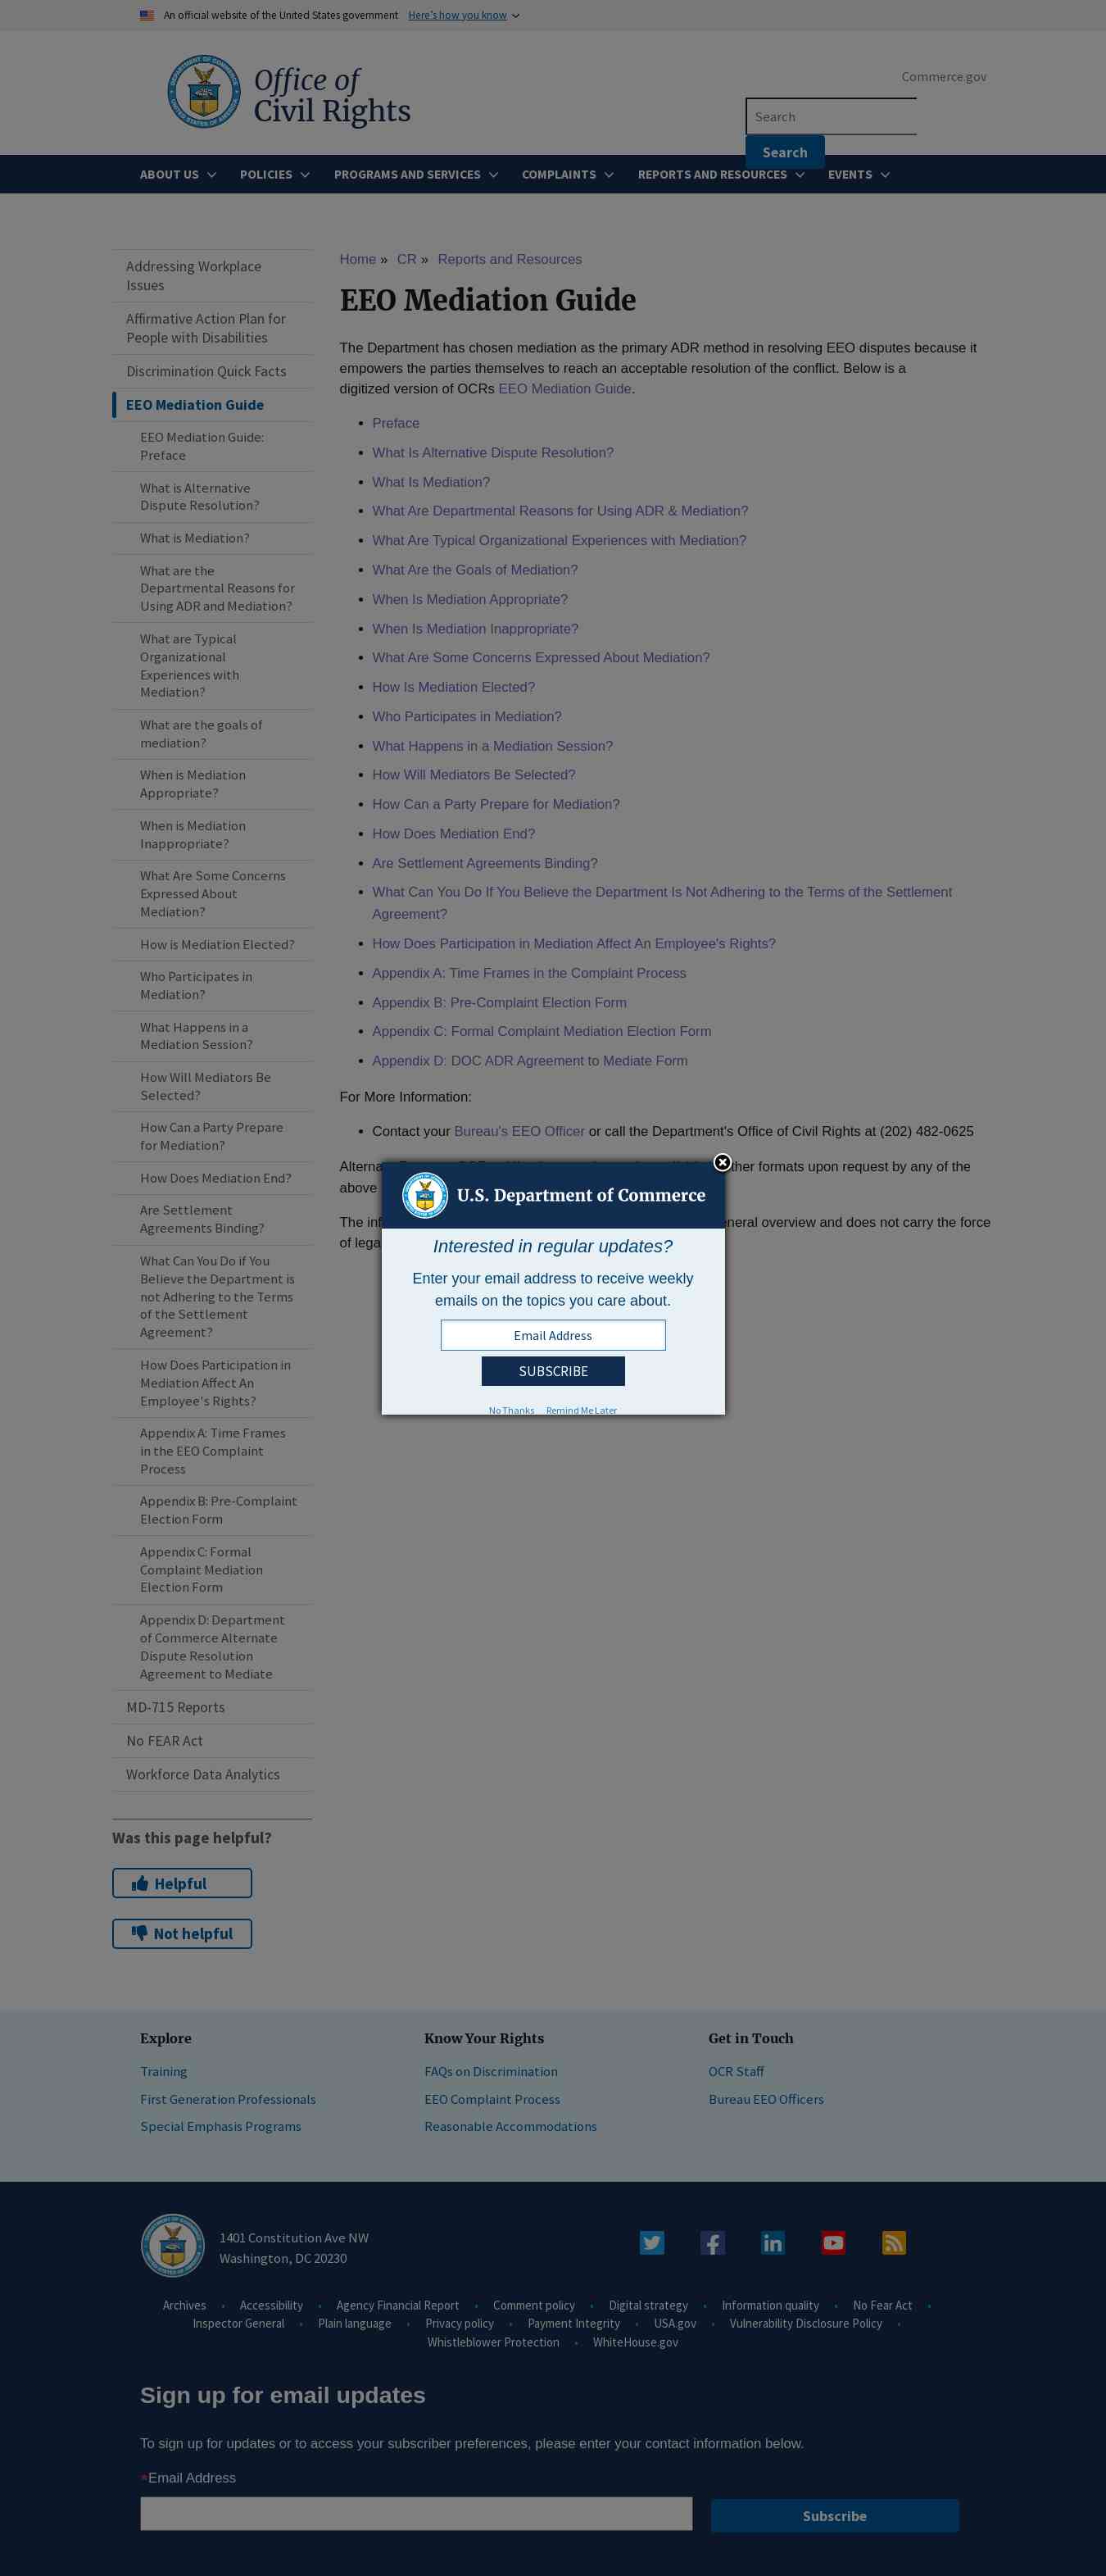 An official website of the United States government Here's how you know
Office of
Civil Rights
Commerce.gov
Search
Search
ABOUT US POLICIES PROGRAMS AND SERVICES COMPLAINTS REPORTS AND RESOURCES EVENTS
Addressing Workplace
Issues
Affirmative Action Plan for
People with Disabilities
Discrimination Quick Facts
EEO Mediation Guide
EEO Mediation Guide:
Preface
What is Alternative
Dispute Resolution?
What is Mediation?
What are the
Departmental Reasons for
Using ADR and Mediation?
What are Typical
Organizational
Experiences with
Mediation?
What are the goals of
mediation?
When is Mediation
Appropriate?
When is Mediation
Inappropriate?
What Are Some Concerns
Expressed About
Mediation?
How is Mediation Elected?
Who Participates in
Mediation?
What Happens in a
Mediation Session?
How Will Mediators Be
Selected?
How Can a Party Prepare
for Mediation?
How Does Mediation End?
Are Settlement
Agreements Binding?
What Can You Do if You
Believe the Department is
not Adhering to the Terms
of the Settlement
Agreement?
How Does Participation in
Mediation Affect An
Employee's Rights?
Appendix A: Time Frames
in the EEO Complaint
Process
Appendix B: Pre-Complaint
Election Form
Appendix C: Formal
Complaint Mediation
Election Form
Appendix D: Department
of Commerce Alternate
Dispute Resolution
Agreement to Mediate
MD-715 Reports
No FEAR Act
Workforce Data Analytics
Was this page helpful?
Helpful
Not helpful
Home » CR » Reports and Resources
EEO Mediation Guide
The Department has chosen mediation as the primary ADR method in resolving EEO disputes because it
empowers the parties themselves to reach an acceptable resolution of the conflict. Below is a
digitized version of OCRs EEO Mediation Guide.
• Preface
• What Is Alternative Dispute Resolution?
• What Is Mediation?
• What Are Departmental Reasons for Using ADR & Mediation?
• What Are Typical Organizational Experiences with Mediation?
• What Are the Goals of Mediation?
• When Is Mediation Appropriate?
• When Is Mediation Inappropriate?
• What Are Some Concerns Expressed About Mediation?
• How Is Mediation Elected?
• Who Participates in Mediation?
• What Happens in a Mediation Session?
• How Will Mediators Be Selected?
• How Can a Party Prepare for Mediation?
• How Does Mediation End?
• Are Settlement Agreements Binding?
• What Can You Do If You Believe the Department Is Not Adhering to the Terms of the Settlement
Agreement?
• How Does Participation in Mediation Affect An Employee's Rights?
• Appendix A: Time Frames in the Complaint Process
• Appendix B: Pre-Complaint Election Form
• Appendix C: Formal Complaint Mediation Election Form
• Appendix D: DOC ADR Agreement to Mediate Form
For More Information:
• Contact your Bureau's EEO Officer or call the Department's Office of Civil Rights at (202) 482-0625
formats upon request by any of the
above
The general overview and does not carry the force
of
U.S. Department of Commerce
Interested in regular updates?
Enter your email address to receive weekly
emails on the topics you care about.
Email Address
SUBSCRIBE
No Thanks Remind Me Later
Explore
Training
First Generation Professionals
Special Emphasis Programs
Know Your Rights
FAQs on Discrimination
EEO Complaint Process
Reasonable Accommodations
Get in Touch
OCR Staff
Bureau EEO Officers
1401 Constitution Ave NW
Washington, DC 20230
Archives • Accessibility • Agency Financial Report • Comment policy • Digital strategy • Information quality • No Fear Act •
Inspector General • Plain language • Privacy policy • Payment Integrity • USA.gov • Vulnerability Disclosure Policy •
Whistleblower Protection • WhiteHouse.gov
Sign up for email updates
To sign up for updates or to access your subscriber preferences, please enter your contact information below.
*Email Address
Subscribe